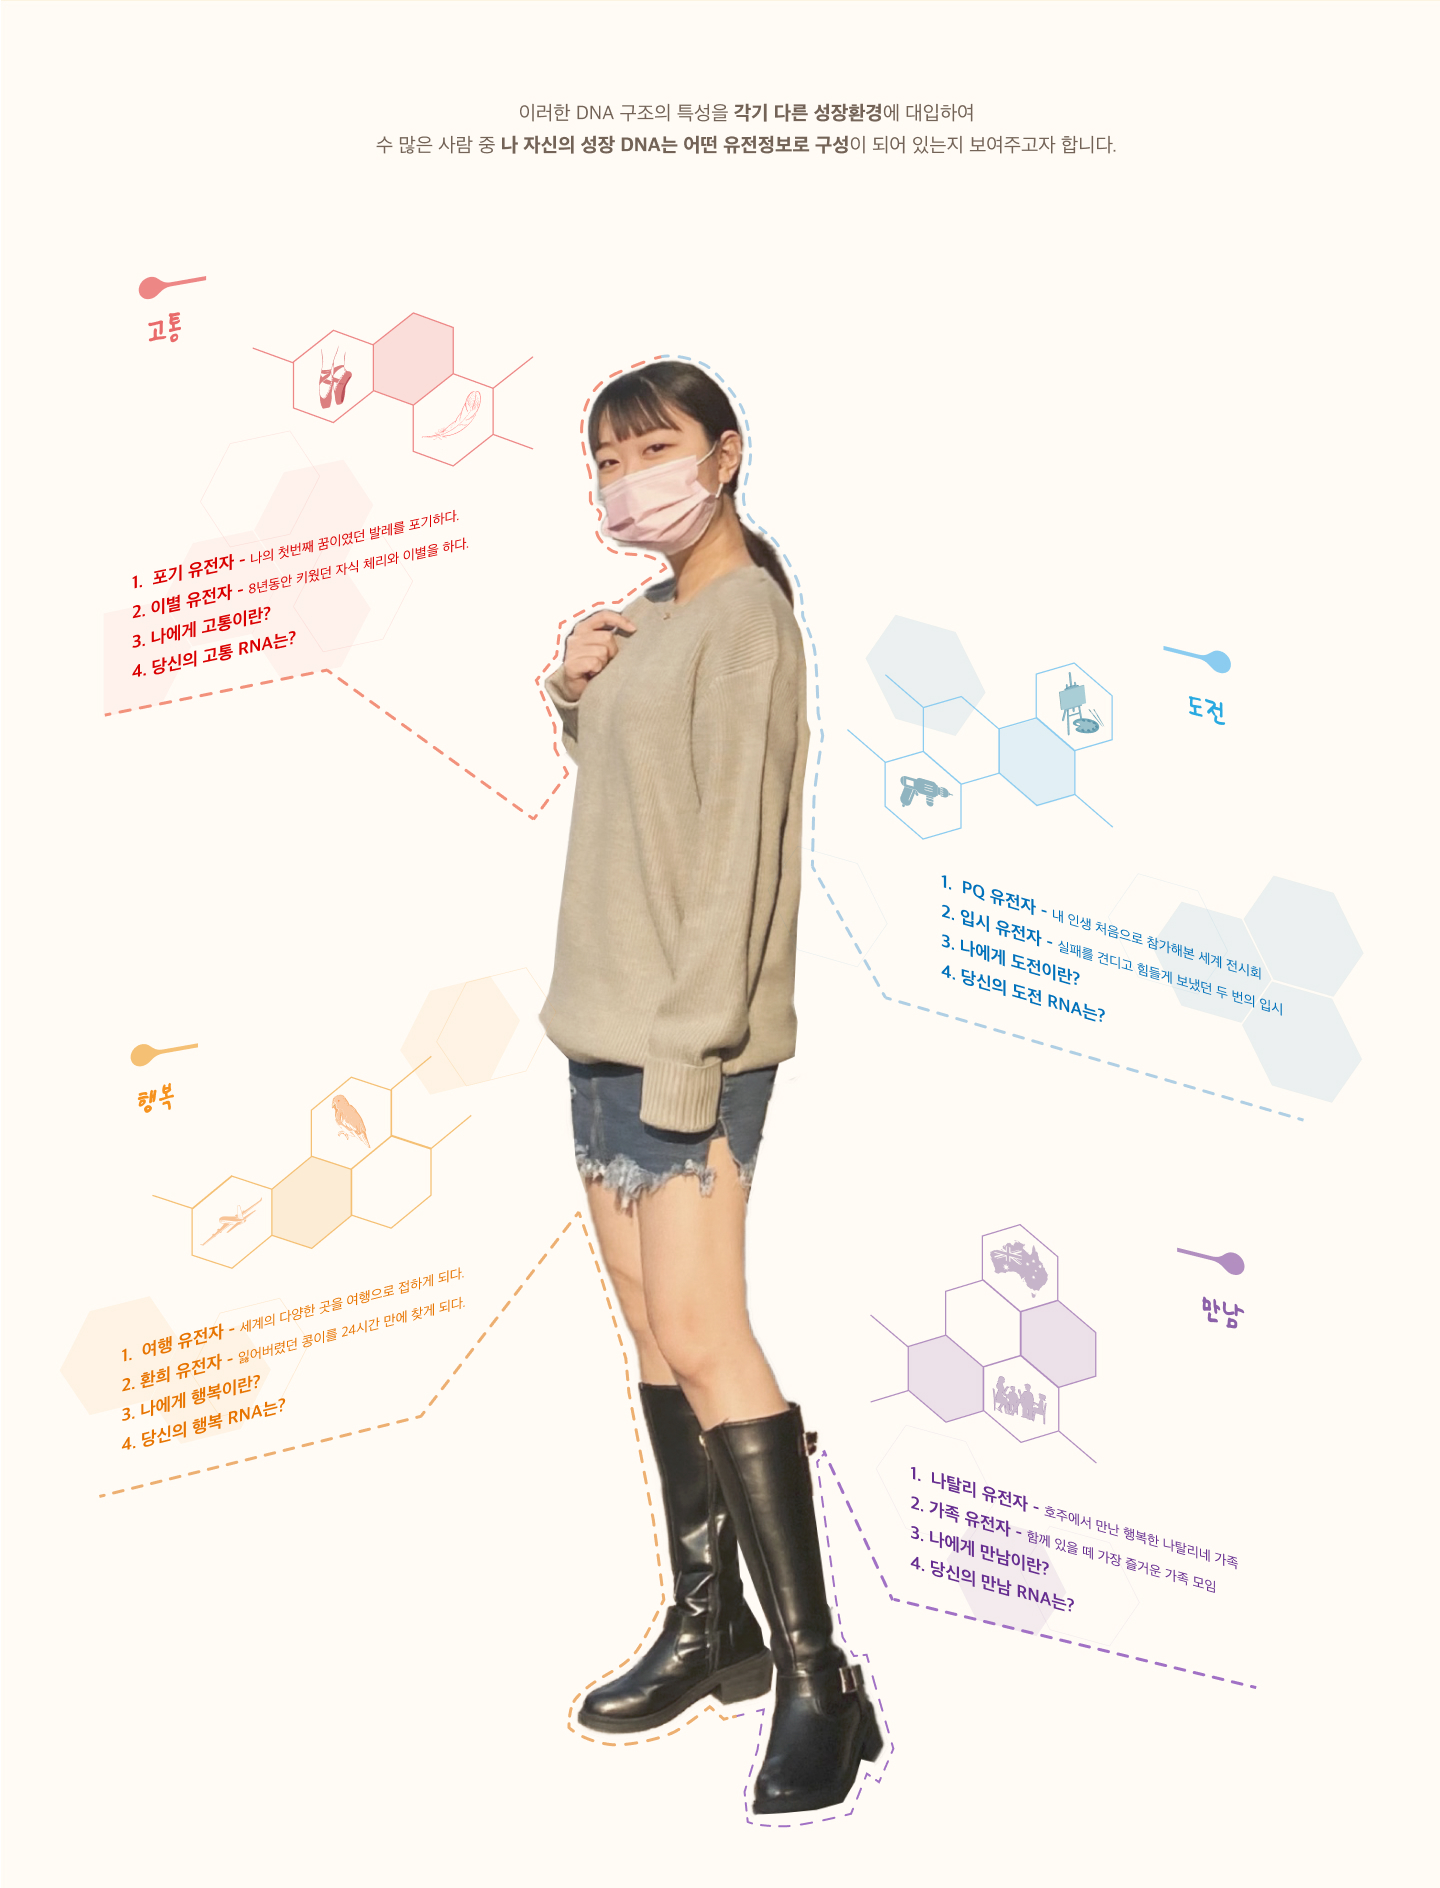 이러한 DNA 구조의 특성을 각기 다른 성장환경에 대입하여
수 많은 사람 중 나 자신의 성장 DNA는 어떤 유전정보로 구성이 되어 있는지 보여주고자 합니다.
고통
1. 포기 유전자 - 나의 첫번째 꿈이였던 발레를 포기하다.
2. 이별 유전자 - 8년동안 키웠던 자식 체리와 이별을 하다.
3. 나에게 고통이란?
4. 당신의 고통 RNA는?
도전
1. PQ 유전자 - 내 인생 처음으로 참가해본 세계 전시회
2. 입시 유전자 - 실패를 견디고 힘들게 보냈던 두 번의 입시
3. 나에게 도전이란?
4. 당신의 도전 RNA는?
행복
1. 여행 유전자 - 세계의 다양한 곳을 여행으로 접하게 되다.
2. 환희 유전자 - 잃어버렸던 콩이를 24시간 만에 찾게 되다.
3. 나에게 행복이란?
4. 당신의 행복 RNA는?
만남
1. 나탈리 유전자 - 호주에서 만난 행복한 나탈리네 가족
2. 가족 유전자 - 함께 있을 떼 가장 즐거운 가족 모임
3. 나에게 만남이란?
4. 당신의 만남 RNA는?